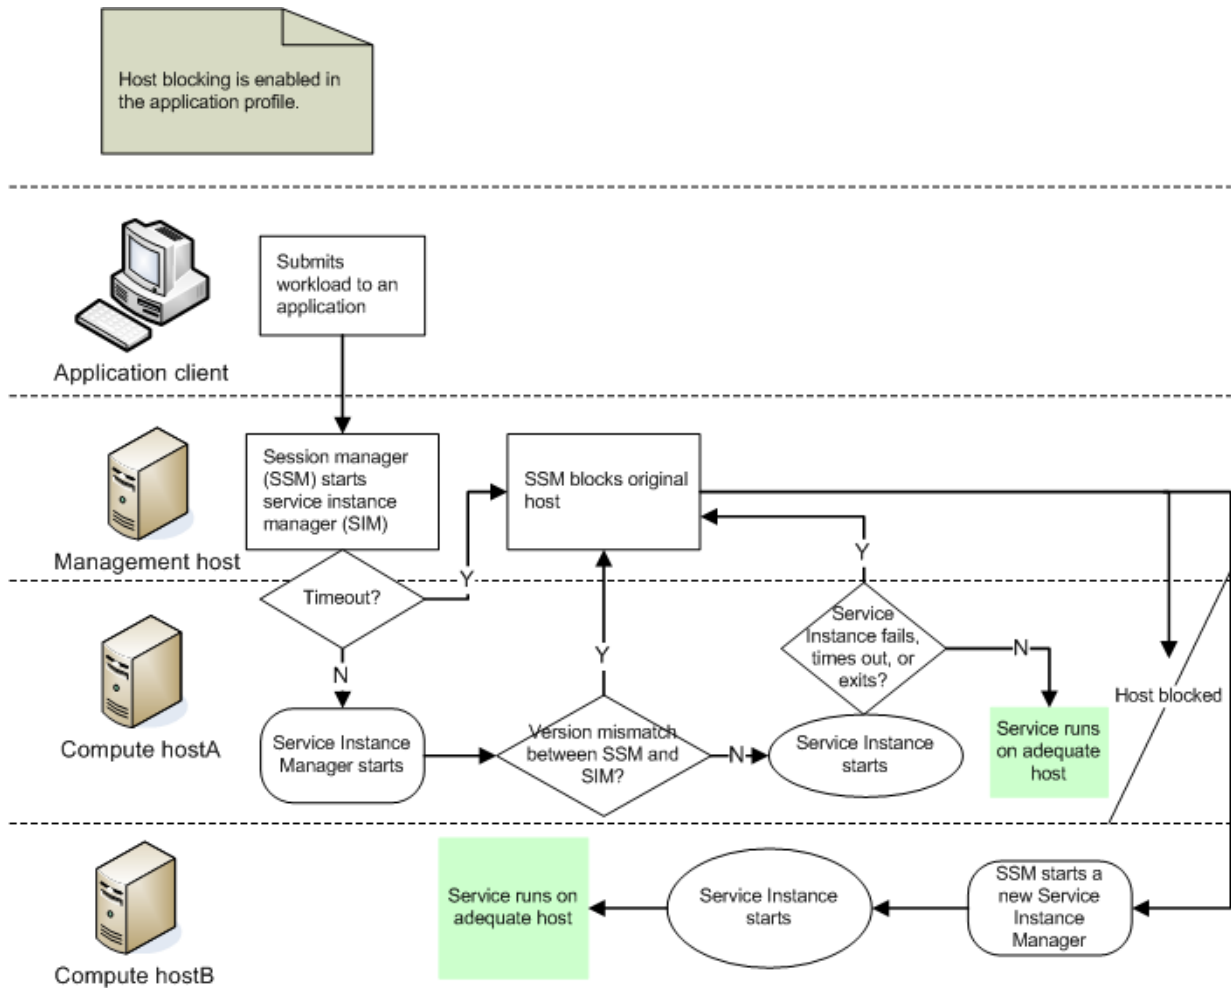 Host blocking is enabled in
the application profile.
Submits
workload to an
application
Application client
Session manager
(SSM) starts
service instance
manager (SIM)
SSM blocks original
host
Management host
Y
Y
Timeout?
Service
Instance fails,
times out, or
exits?
N
Y
N
Host blocked
Compute hostA
Service Instance
Manager starts
Version mismatch
between SSM and
SIM?
N
Service Instance
starts
Service runs
on adequate
host
Service runs on
adequate host
Service Instance
starts
SSM starts a
new Service
Instance
Manager
Compute hostB